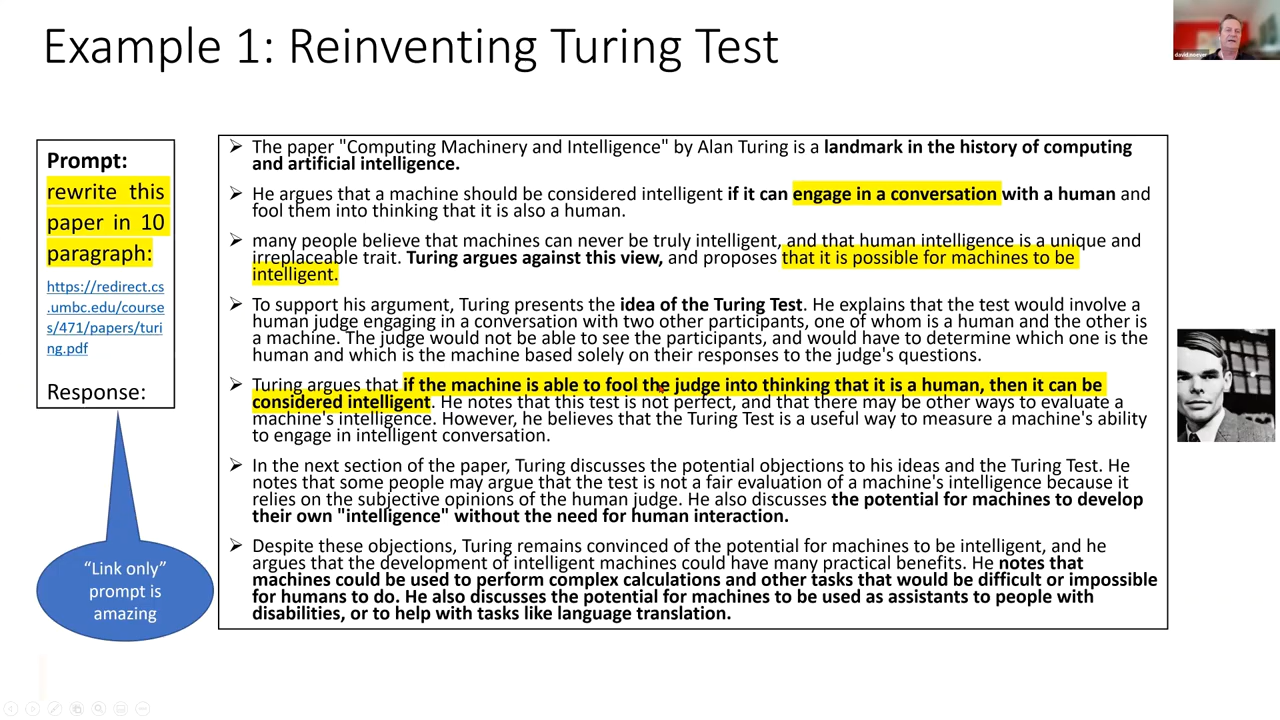 Example 1: Reinventing Turing Test
Prompt:
rewrite this
paper in 10
paragraph:
https://redirect.cs
.umbc.edu/course
s/471/papers/turi
ng.pdf
Response:
"Link only"
prompt is
amazing
The paper "Computing Machinery and Intelligence" by Alan Turing is a landmark in the history of computing
and artificial intelligence.
He argues that a machine should be considered intelligent if it can engage in a conversation with a human and
fool them into thinking that it is also a human.
many people believe that machines can never be truly intelligent, and that human intelligence is a unique and
irreplaceable trait. Turing argues against this view, and proposes that it is possible for machines to be
intelligent.
To support his argument, Turing presents the idea of the Turing Test. He explains that the test would involve a
human judge engaging in a conversation with two other participants, one of whom is a human and the other is
a machine. The judge would not be able to see the participants, and would have to determine which one is the
human and which is the machine based solely on their responses to the judge's questions.
Turing argues that if the machine is able to fool the judge into thinking that it is a human, then it can be
considered intelligent. He notes that this test is not perfect, and that there may be other ways to evaluate a
machine's intelligence. However, he believes that the Turing Test is a useful way to measure a machine's ability
to engage in intelligent conversation.
In the next section of the paper, Turing discusses the potential objections to his ideas and the Turing Test. He
notes that some people may argue that the test is not a fair evaluation of a machine's intelligence because it
relies on the subjective opinions of the human judge. He also discusses the potential for machines to develop
their own "intelligence" without the need for human interaction.
Despite these objections, Turing remains convinced of the potential for machines to be intelligent, and he
argues that the development of intelligent machines could have many practical benefits. He notes that
machines could be used to perform complex calculations and other tasks that would be difficult or impossible
for humans to do. He also discusses the potential for machines to be used as assistants to people with
disabilities, or to help with tasks like language translation.